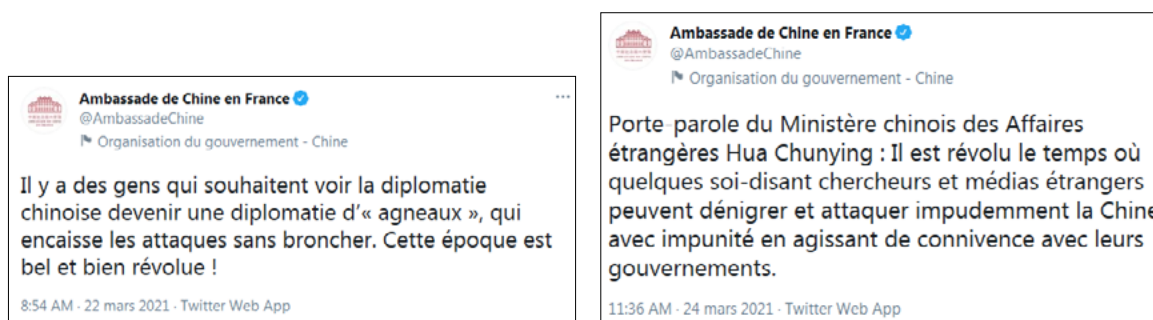 Ambassade de Chine en France
@AmbassadeChine
Organisation du gouvernement - Chine
Il y a des gens qui souhaitent voir la diplomatie
chinoise devenir une diplomatie d'« agneaux », qui
encaisse les attaques sans broncher. Cette époque est
bel et bien révolue !
8:54 AM · 22 mars 2021 · Twitter Web App
Ambassade de Chine en France
@AmbassadeChine
Organisation du gouvernement - Chine
Porte-parole du Ministère chinois des Affaires
étrangères Hua Chunying : Il est révolu le temps où
quelques soi-disant chercheurs et médias étrangers
peuvent dénigrer et attaquer impudemment la Chine
avec impunité en agissant de connivence avec leurs
gouvernements.
11:36 AM · 24 mars 2021 · Twitter Web App